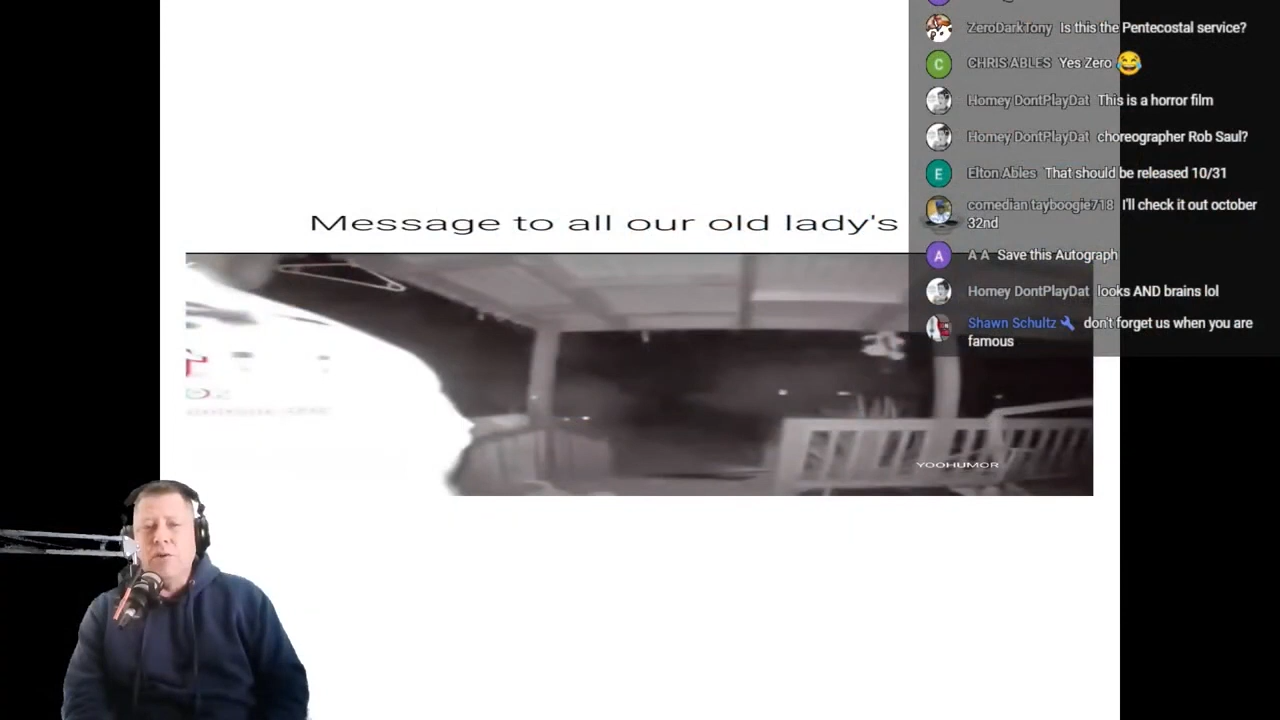 ZeroDarkTony Is this the Pentecostal service?
C CHRIS ABLES Yes Zero 😂
Homey DontPlayDat This is a horror film
Homey DontPlayDat choreographer Rob Saul?
E Elton Ables That should be released 10/31
comedian tayboogie718 I'll check it out october
32nd
A A A Save this Autograph
Homey DontPlayDat looks AND brains lol
Shawn Schultz don't forget us when you are
famous
Message to all our old lady's
YOOHUMOR